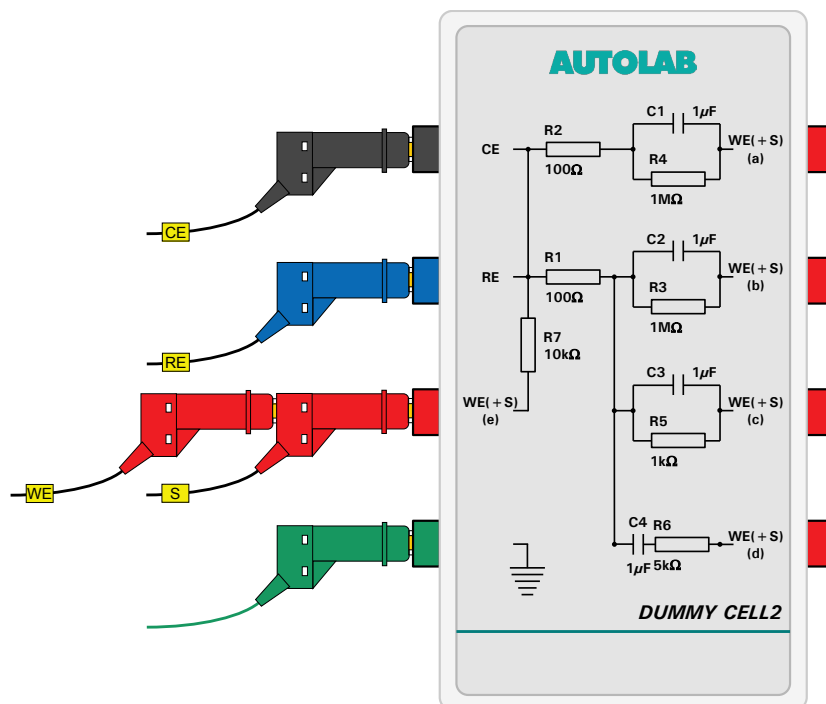 AUTOLAB
C1 1µF
R2
CE
WE(+S)
(a)
100Ω
R4
1MΩ
CE
C2 1µF
R1
RE
WE(+S)
(b)
100Ω
R3
1MΩ
R7
10kΩ
RE
C3 1µF
WE(+S)
(e)
WE(+S)
(c)
R5
1kΩ
WE
S
C4 R6
WE(+S)
(d)
1µF 5kΩ
DUMMY CELL2